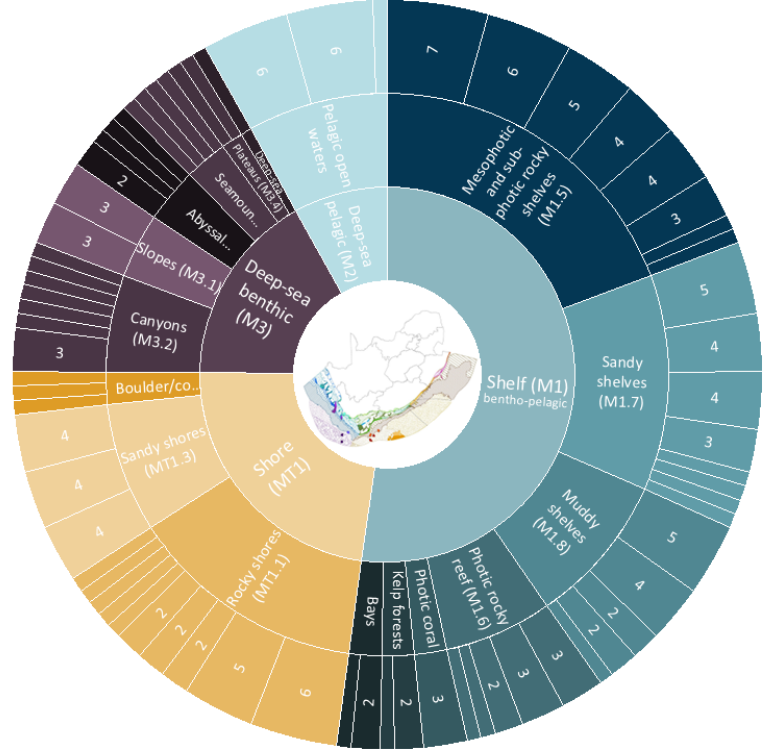 7
6
5
4
4
3
Mesophotic
and sub-
photic rocky
shelves
(M1.5)
5
4
4
3
Sandy
shelves
(M1.7)
5
4
2
2
Muddy
shelves
(M1.8)
3
3
2
Photic rocky
reef (M1.6)
3
Photic coral
2
Kelp forests
2
Bays
Shelf (M1)
bentho-pelagic
6
5
2
2
2
Rocky shores
(MT1.1)
4
4
4
Sandy shores
(MT1.3)
Boulder/co...
Shore
(MT1)
3
Canyons
(M3.2)
3
3
Slopes (M3.1)
2
Abyssal...
Seamoun...
Plateaus (M3.4)
Deep-sea...
Deep-sea
benthic
(M3)
6
6
Pelagic open
waters
Deep-sea
pelagic (M2)